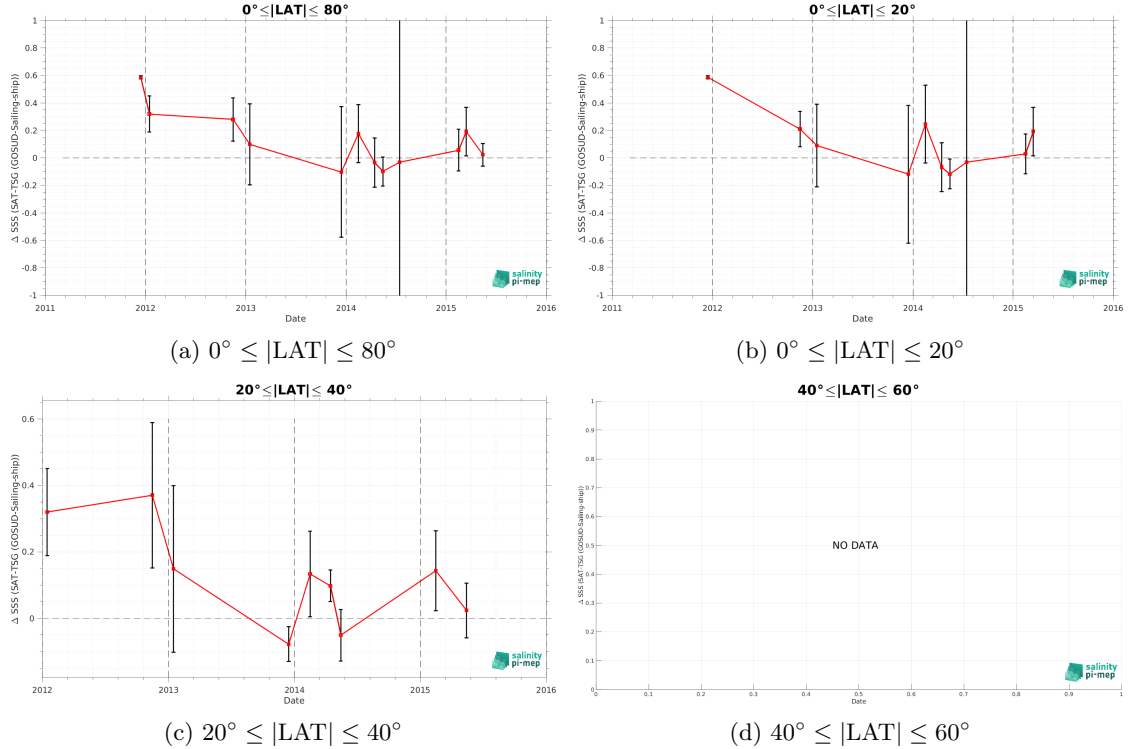 0°≤|LAT|≤ 80°
Δ SSS (SAT-TSG (GOSUD-Sailing-ship))
1
0.8
0.6
0.4
0.2
0
-0.2
-0.4
-0.6
-0.8
-1
2011 2012 2013 2014 2015 2016
Date
salinity
pi-mep
(a) 0° ≤ |LAT| ≤ 80°
0°≤|LAT|≤ 20°
Δ SSS (SAT-TSG (GOSUD-Sailing-ship))
1
0.8
0.6
0.4
0.2
0
-0.2
-0.4
-0.6
-0.8
-1
2011 2012 2013 2014 2015 2016
Date
salinity
pi-mep
(b) 0° ≤ |LAT| ≤ 20°
20°≤|LAT|≤ 40°
Δ SSS (SAT-TSG (GOSUD-Sailing-ship))
0.6
0.4
0.2
0
2012 2013 2014 2015 2016
Date
salinity
pi-mep
(c) 20° ≤ |LAT| ≤ 40°
40°≤|LAT|≤ 60°
Δ SSS (SAT-TSG (GOSUD-Sailing-ship))
1
0.9
0.8
0.7
0.6
0.5
0.4
0.3
0.2
0.1
0
NO DATA
0 0.1 0.2 0.3 0.4 0.5 0.6 0.7 0.8 0.9 1
Date
salinity
pi-mep
(d) 40° ≤ |LAT| ≤ 60°